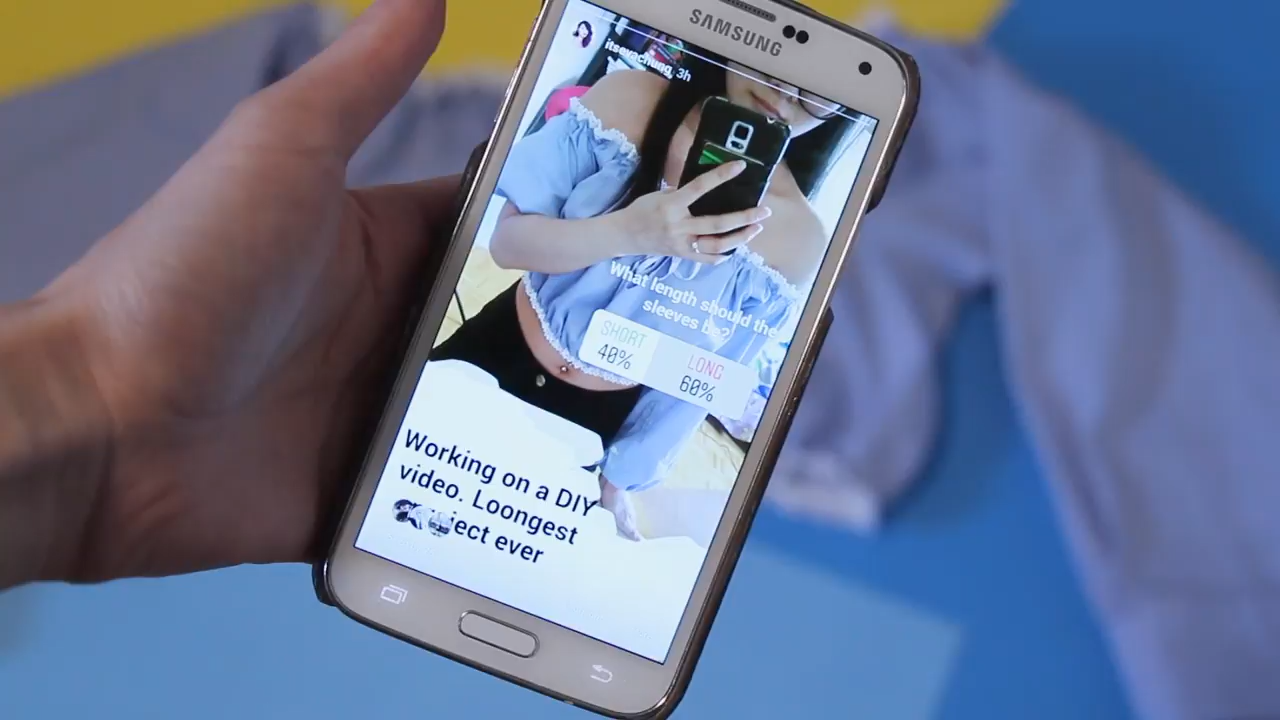 SAMSUNG
itsevachung 3h
What length should the
sleeves be?
SHORT
40%
LONG
60%
Working on a DIY
video. Loongest
ject ever